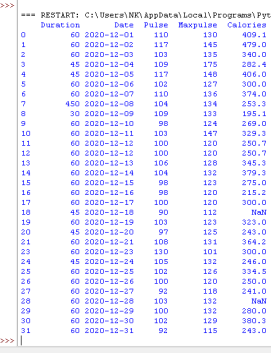 >>>
=== RESTART: C:\Users\NK\AppData\Local\Programs\Pyt
Duration Date Pulse Maxpulse Calories
0 60 2020-12-01 110 130 409.1
1 60 2020-12-02 117 145 479.0
2 60 2020-12-03 103 135 340.0
3 45 2020-12-04 109 175 282.4
4 45 2020-12-05 117 148 406.0
5 60 2020-12-06 102 127 300.0
6 60 2020-12-07 110 136 374.0
7 450 2020-12-08 104 134 253.3
8 30 2020-12-09 109 133 195.1
9 60 2020-12-10 98 124 269.0
10 60 2020-12-11 103 147 329.3
11 60 2020-12-12 100 120 250.7
12 60 2020-12-12 100 120 250.7
13 60 2020-12-13 106 128 345.3
14 60 2020-12-14 104 132 379.3
15 60 2020-12-15 98 123 275.0
16 60 2020-12-16 98 120 215.2
17 60 2020-12-17 100 120 300.0
18 45 2020-12-18 90 112 NaN
19 60 2020-12-19 103 123 323.0
20 45 2020-12-20 97 125 243.0
21 60 2020-12-21 108 131 364.2
23 60 2020-12-23 130 101 300.0
24 45 2020-12-24 105 132 246.0
25 60 2020-12-25 102 126 334.5
26 60 2020-12-26 100 120 250.0
27 60 2020-12-27 92 118 241.0
28 60 2020-12-28 103 132 NaN
29 60 2020-12-29 100 132 280.0
30 60 2020-12-30 102 129 380.3
31 60 2020-12-31 92 115 243.0
>>>